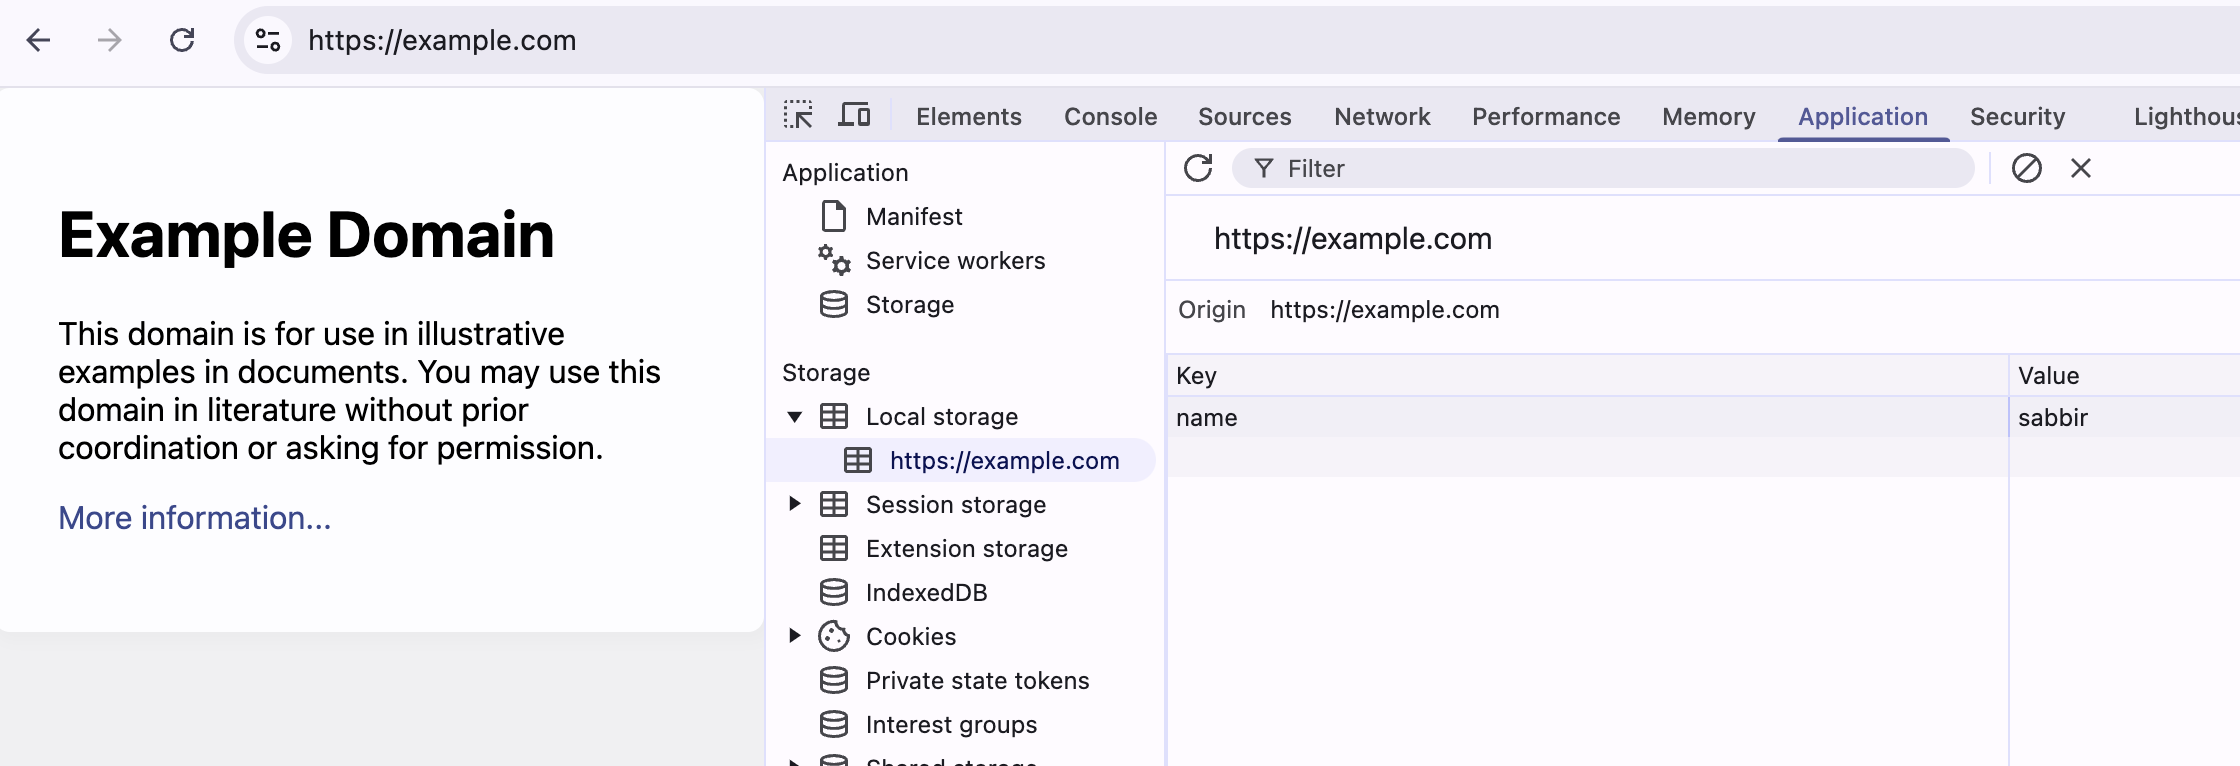 https://example.com
Elements Console Sources Network Performance Memory Application Security Lighthous
Example Domain
This domain is for use in illustrative
examples in documents. You may use this
domain in literature without prior
coordination or asking for permission.
More information...
Application
Manifest
Service workers
Storage
Storage
Local storage
https://example.com
Session storage
Extension storage
IndexedDB
Cookies
Private state tokens
Interest groups
Shared storage
Filter
https://example.com
Origin https://example.com
Key Value
name sabbir